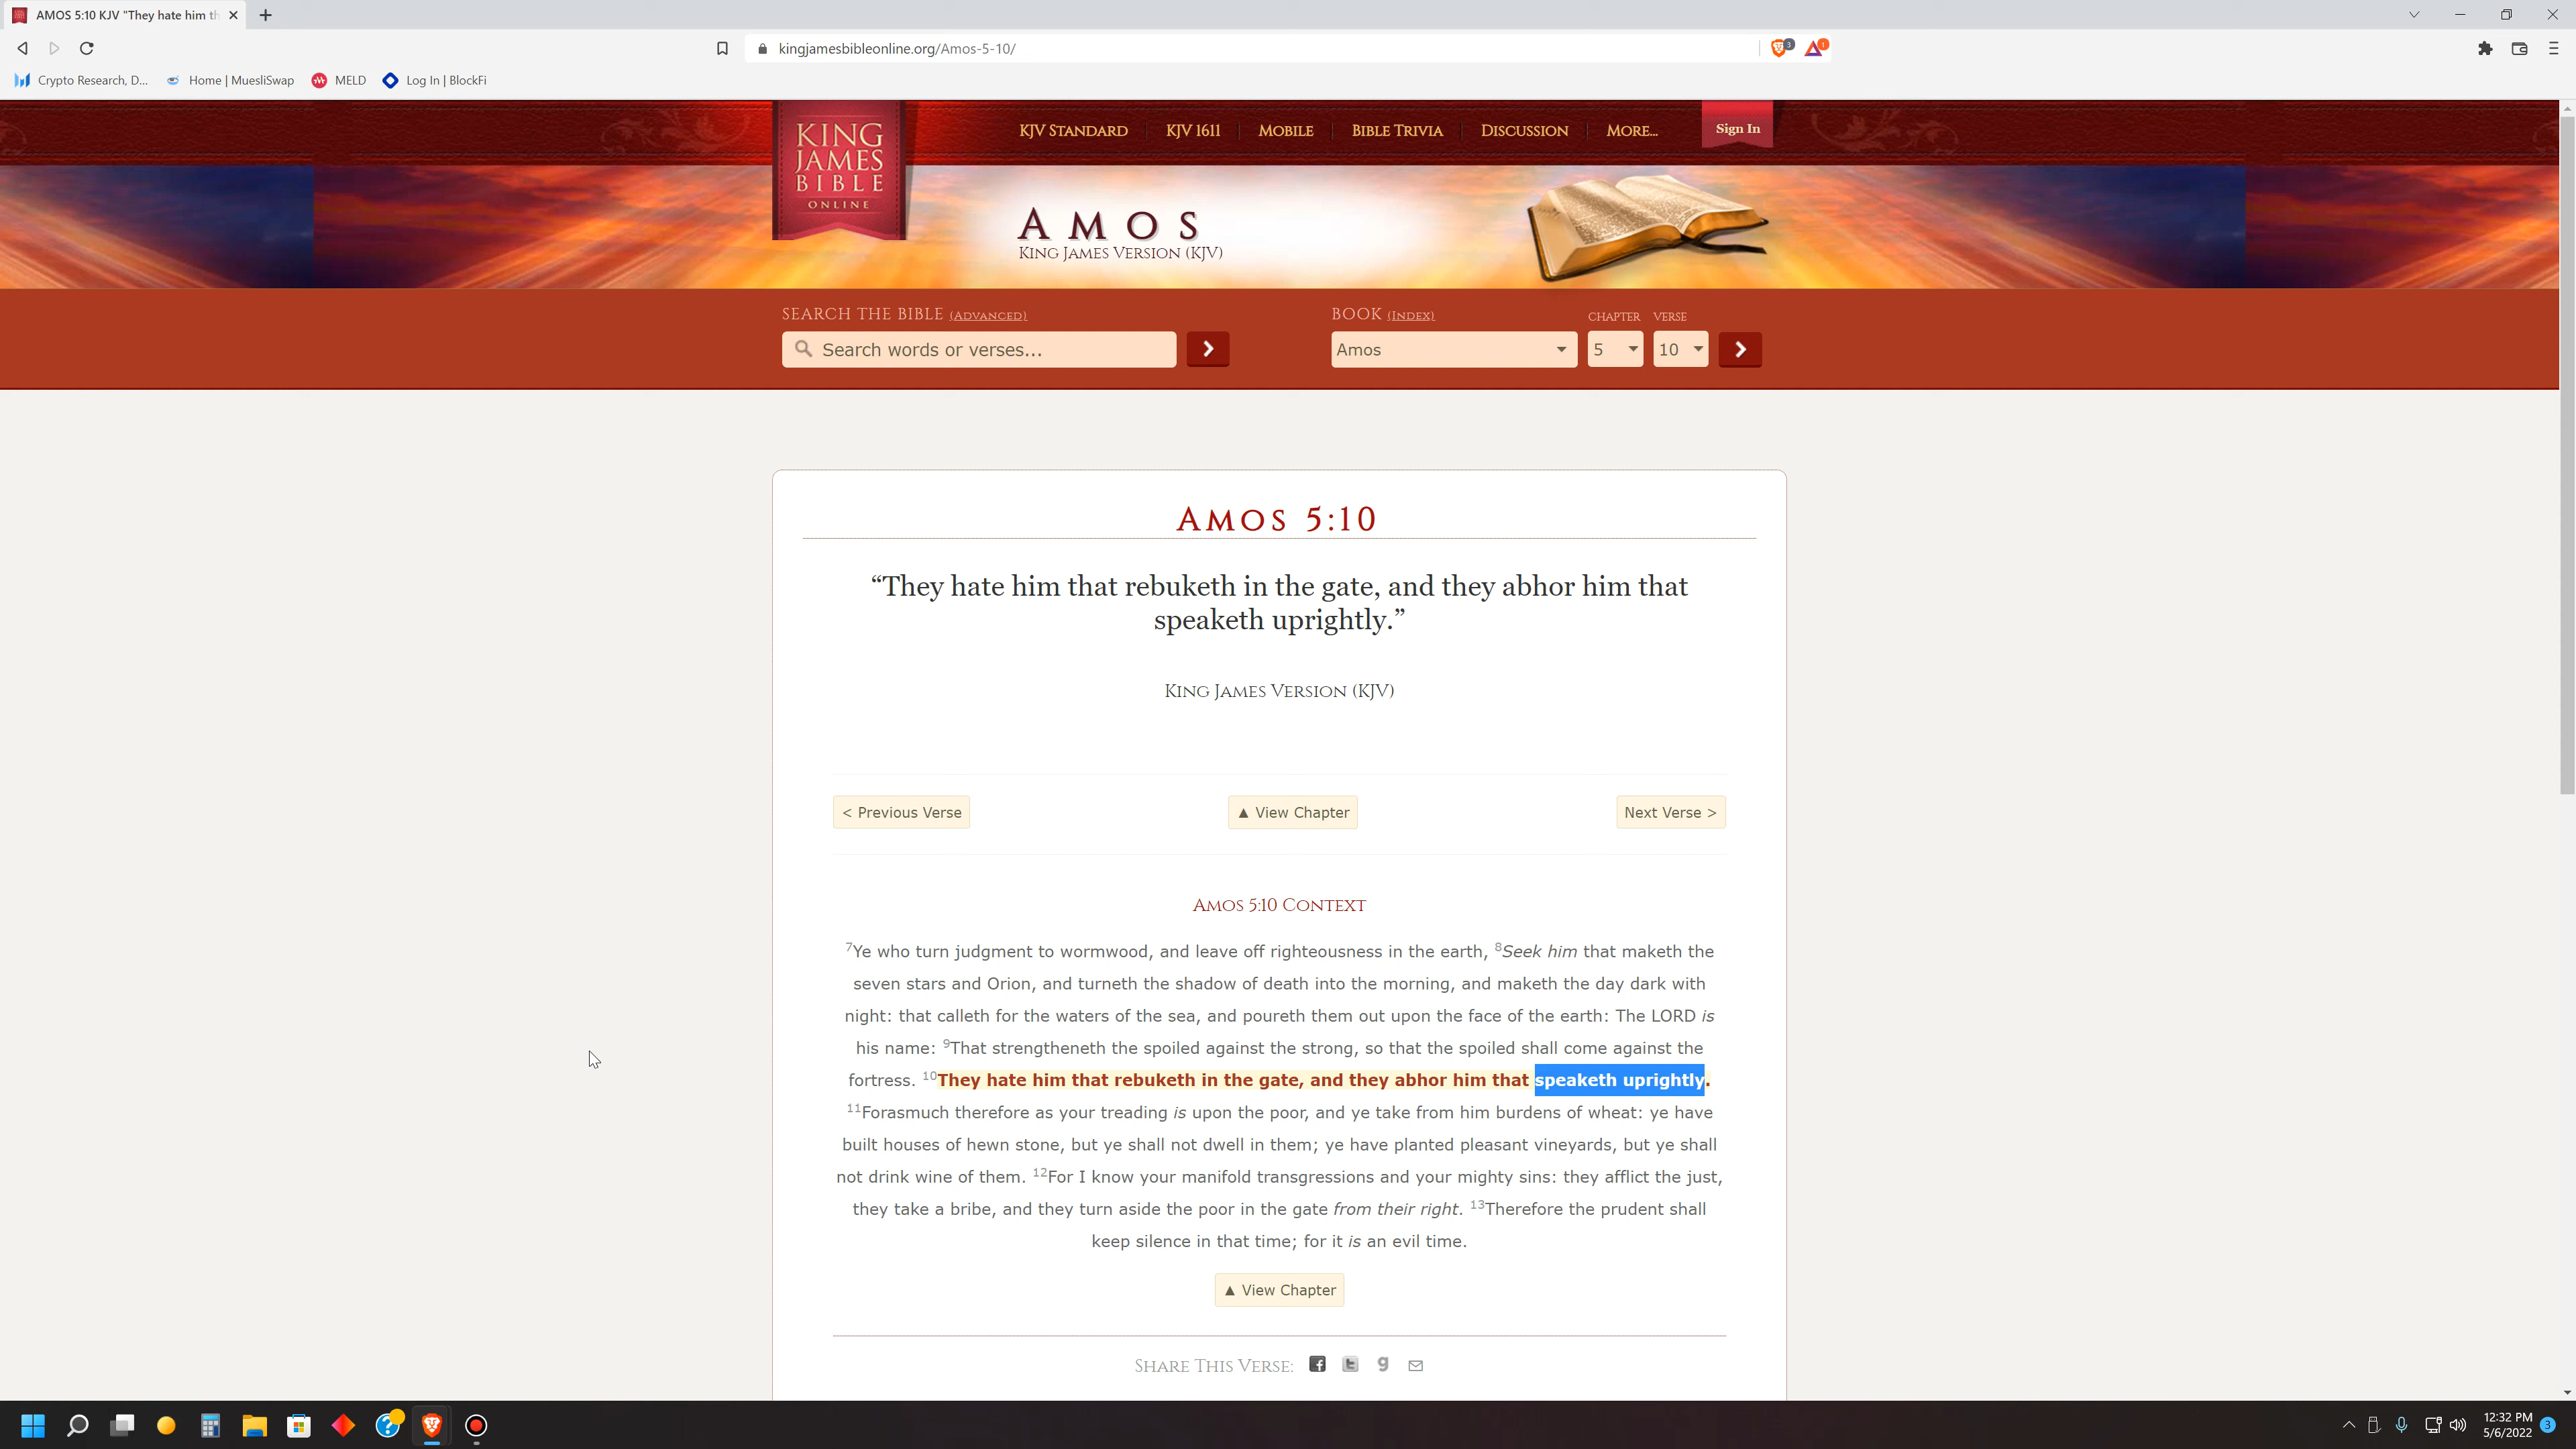 AMOS 5:10 KJV "They hate him th
kingjamesbibleonline.org/Amos-5-10/
3
1
Crypto Research, D...
Home | MuesliSwap
MELD
Log In | BlockFi
KING
JAMES
BIBLE
ONLINE
KJV STANDARD
KJV 1611
MOBILE
BIBLE TRIVIA
DISCUSSION
MORE...
Sign In
AMOS
KING JAMES VERSION (KJV)
SEARCH THE BIBLE (ADVANCED)
BOOK (INDEX)
CHAPTER
VERSE
Search words or verses...
Amos
5
10
AMOS 5:10
“They hate him that rebuketh in the gate, and they abhor him that
speaketh uprightly.”
KING JAMES VERSION (KJV)
< Previous Verse
▲ View Chapter
Next Verse >
AMOS 5:10 CONTEXT
7Ye who turn judgment to wormwood, and leave off righteousness in the earth, 8Seek him that maketh the
seven stars and Orion, and turneth the shadow of death into the morning, and maketh the day dark with
night: that calleth for the waters of the sea, and poureth them out upon the face of the earth: The LORD is
his name: 9That strengtheneth the spoiled against the strong, so that the spoiled shall come against the
fortress. 10They hate him that rebuketh in the gate, and they abhor him that speaketh uprightly.
11Forasmuch therefore as your treading is upon the poor, and ye take from him burdens of wheat: ye have
built houses of hewn stone, but ye shall not dwell in them; ye have planted pleasant vineyards, but ye shall
not drink wine of them. 12For I know your manifold transgressions and your mighty sins: they afflict the just,
they take a bribe, and they turn aside the poor in the gate from their right. 13Therefore the prudent shall
keep silence in that time; for it is an evil time.
▲ View Chapter
SHARE THIS VERSE:
12:32 PM
5/6/2022
3